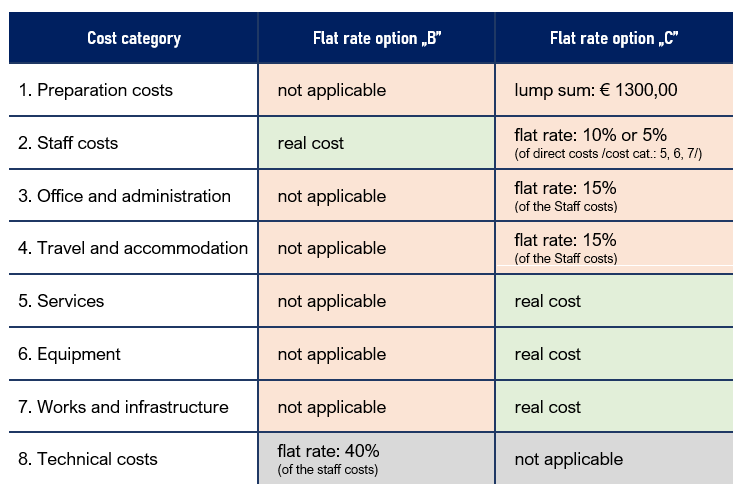 Cost category
Flat rate option „B”
Flat rate option „C”
1. Preparation costs
not applicable
lump sum: € 1300,00
2. Staff costs
real cost
flat rate: 10% or 5%
(of direct costs /cost cat.: 5, 6, 7/)
3. Office and administration
not applicable
flat rate: 15%
(of the Staff costs)
4. Travel and accommodation
not applicable
flat rate: 15%
(of the Staff costs)
5. Services
not applicable
real cost
6. Equipment
not applicable
real cost
7. Works and infrastructure
not applicable
real cost
8. Technical costs
flat rate: 40%
(of the staff costs)
not applicable